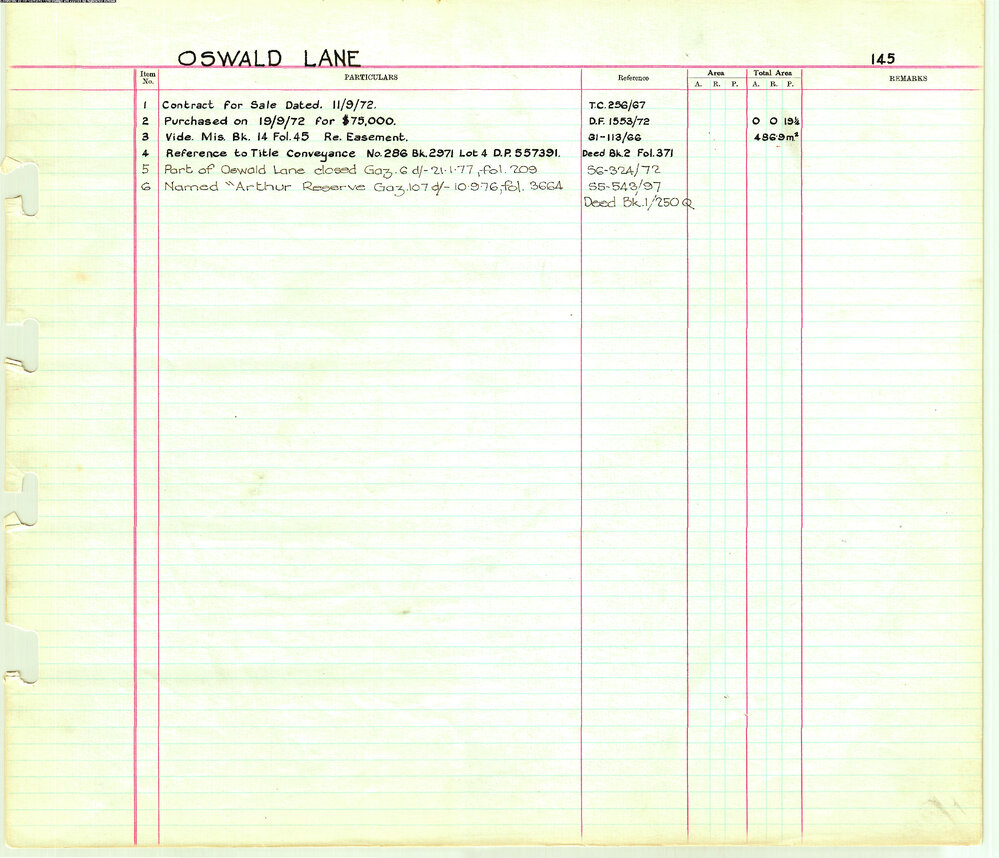 OSWALD LANE 145
Item No. PARTICULARS Reference Area Total Area REMARKS
A. R. P. A. R. P.
1 Contract for Sale Dated. 11/9/72. T.C. 256/67
2 Purchased on 19/9/72 for $75,000. D.F. 1553/72 0 0 19¼
3 Vide. Mis. Bk. 14 Fol. 45 Re. Easement. 31-113/66 486.9m²
4 Reference to Title Conveyance No. 286 Bk. 2971 Lot 4 D.P. 557391. Deed Bk.2 Fol. 371
5 Part of Oswald Lane closed Gaz. 6 d/- 21.1.77, fol. 209 S6-324/72
6 Named "Arthur Reserve Gaz. 107 d/- 10.9.76, fol. 3664 S5-543/97
Deed Bk. 1/250 Q